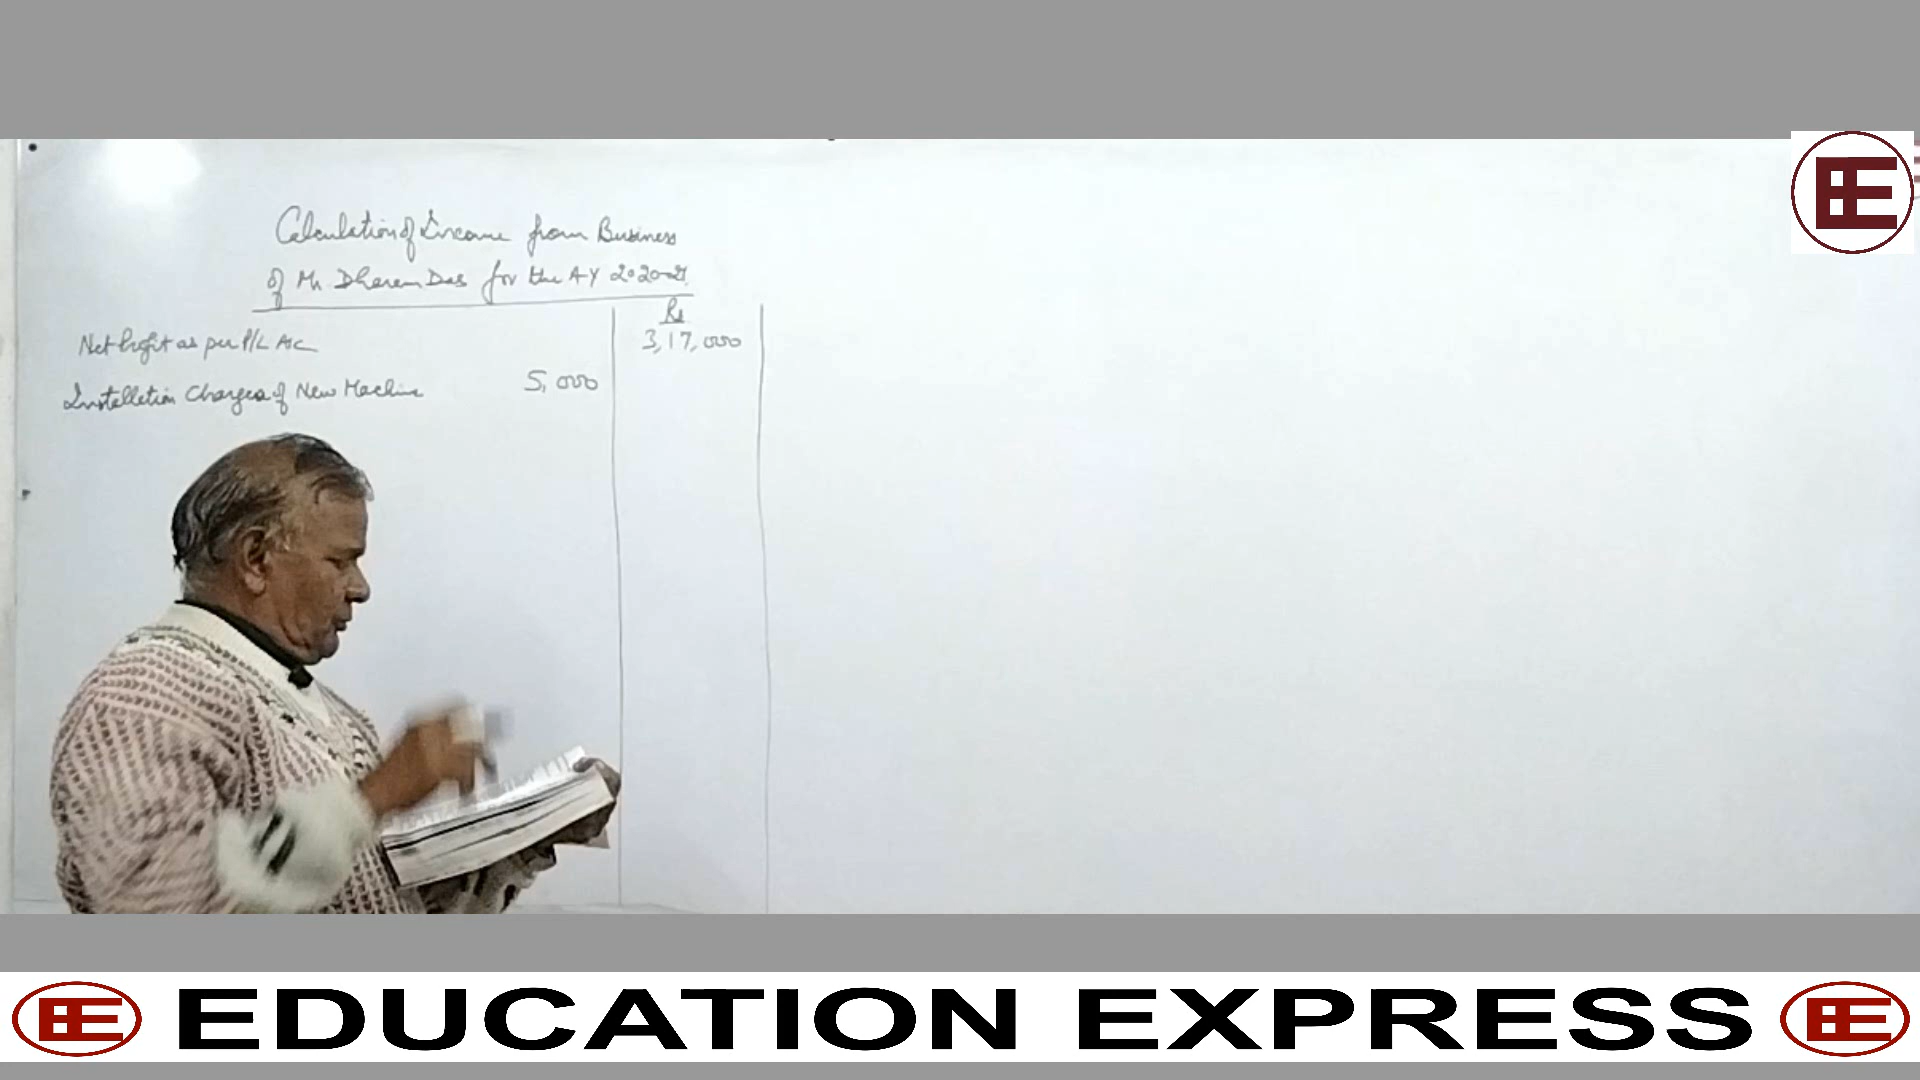 Calculation of Income from Business
of Mr Dharam Das for the A-Y 2020-21
Rs
Net Profit as per P/L A/c 3,17,000
Installation Charges of New Machine 5,000
EDUCATION EXPRESS